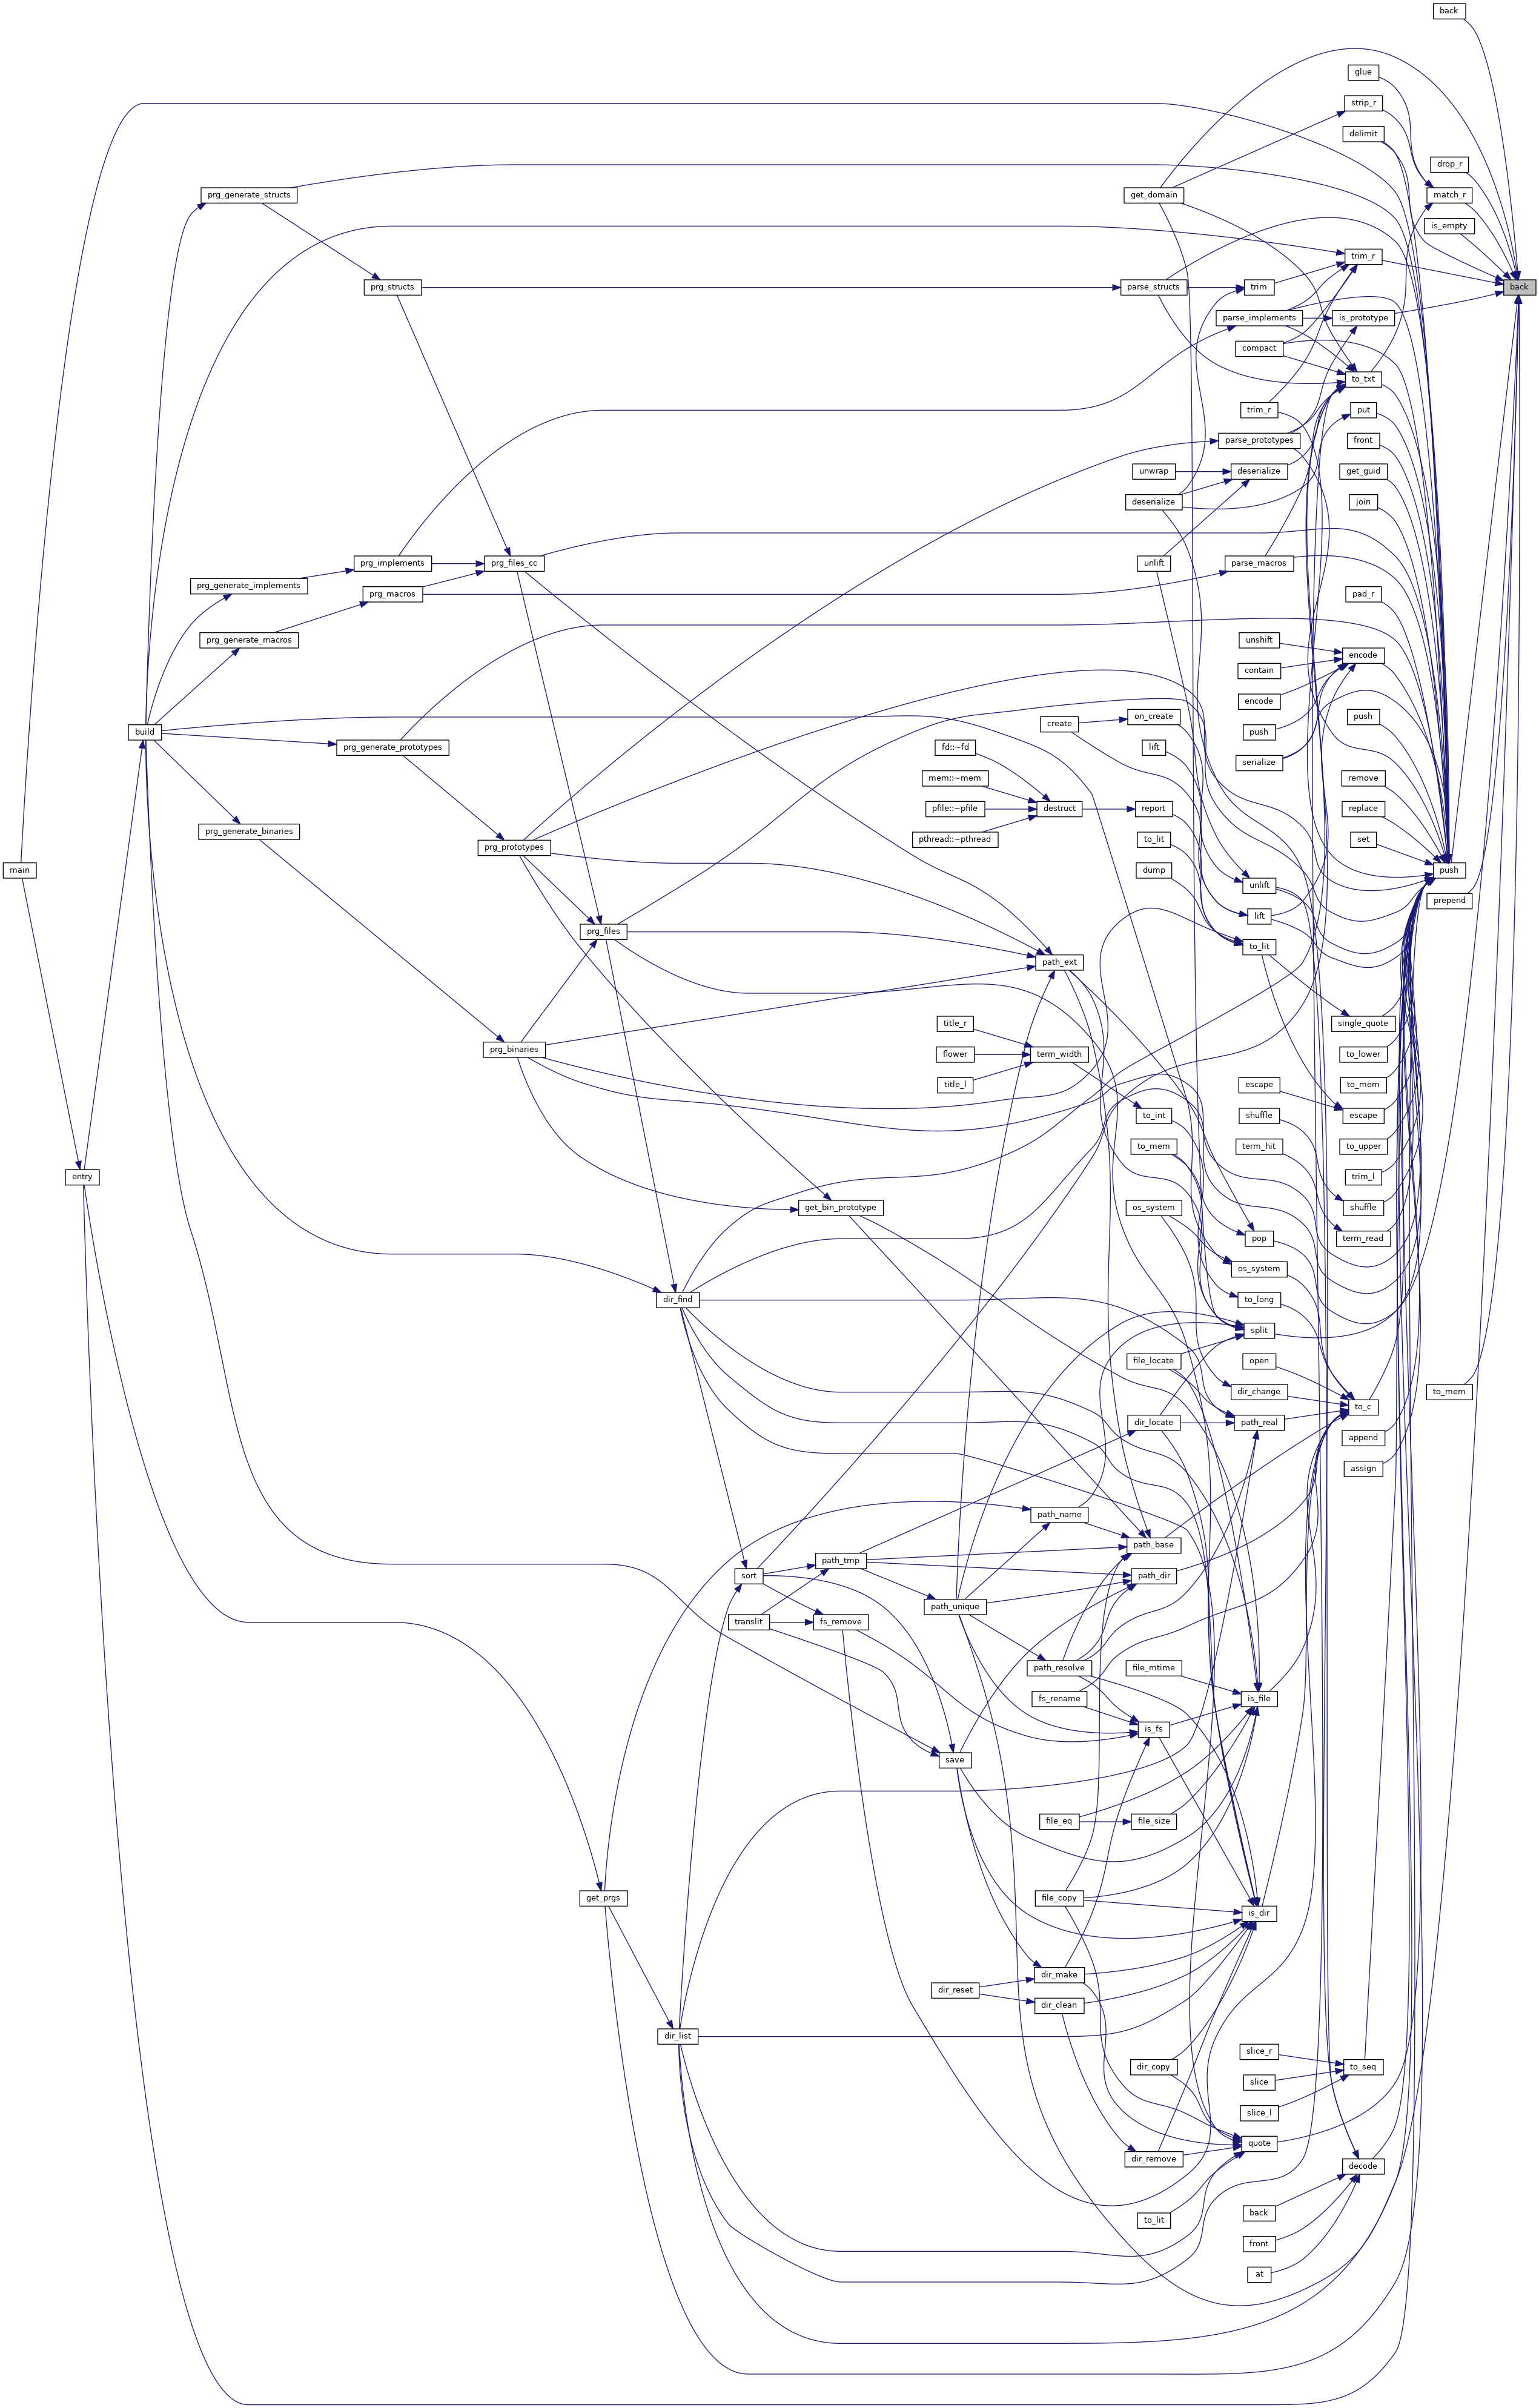 back
glue
strip_r
delimit
drop_r
get_domain
match_r
prg_generate_structs
is_empty
trim_r
prg_structs
parse_structs
trim
back
parse_implements
is_prototype
compact
to_txt
trim_r
put
parse_prototypes
front
unwrap
deserialize
get_guid
deserialize
join
prg_implements
prg_files_cc
unlift
parse_macros
prg_generate_implements
prg_macros
pad_r
prg_generate_macros
unshift
encode
contain
encode
on_create
push
create
push
build
prg_generate_prototypes
fd::~fd
lift
serialize
mem::~mem
remove
pfile::~pfile
destruct
report
replace
prg_generate_binaries
pthread::~pthread
to_lit
set
prg_prototypes
main
dump
push
unlift
prepend
lift
prg_files
to_lit
path_ext
title_r
single_quote
prg_binaries
flower
term_width
to_lower
title_l
escape
to_mem
to_int
shuffle
escape
to_mem
term_hit
to_upper
entry
trim_l
get_bin_prototype
os_system
shuffle
pop
term_read
os_system
dir_find
to_long
split
file_locate
open
dir_change
to_mem
to_c
dir_locate
path_real
append
assign
path_name
path_base
path_tmp
sort
path_dir
path_unique
translit
fs_remove
path_resolve
file_mtime
fs_rename
is_file
is_fs
save
file_eq
file_size
get_prgs
file_copy
is_dir
dir_make
dir_reset
dir_clean
dir_list
slice_r
dir_copy
to_seq
slice
slice_l
quote
dir_remove
decode
back
to_lit
front
at